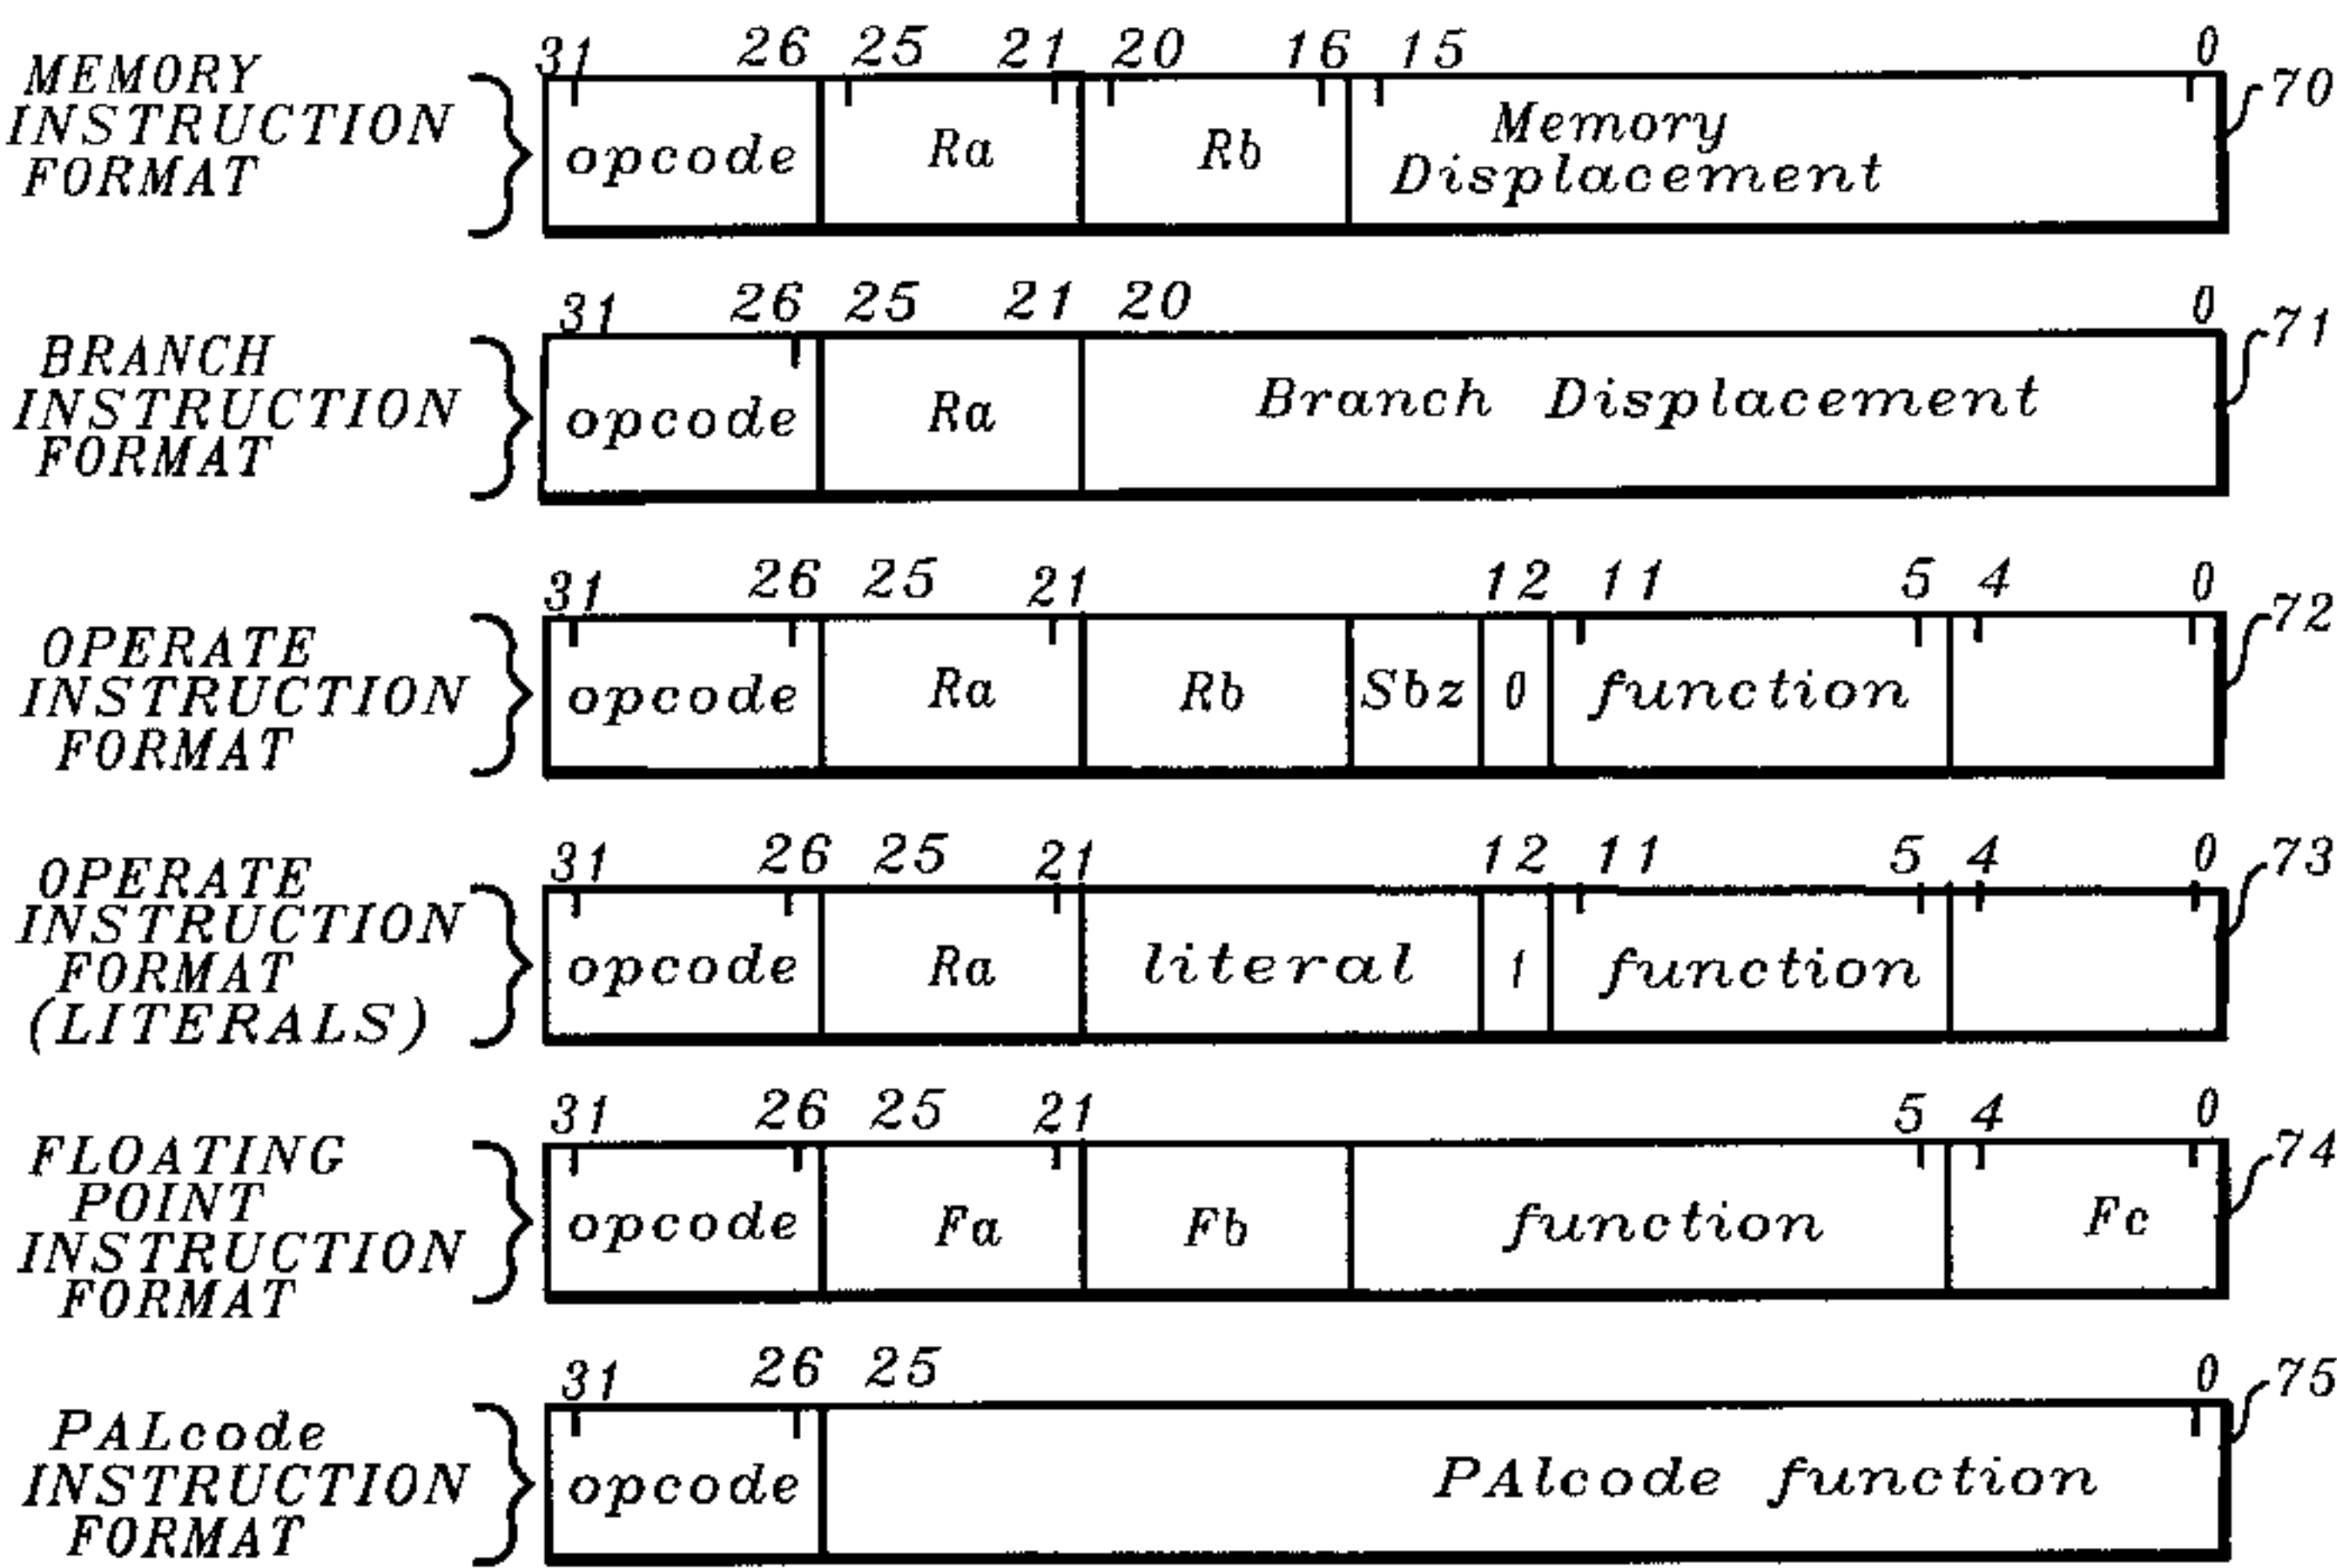 MEMORY
INSTRUCTION
FORMAT
31 26 25 21 20 16 15 0
opcode Ra Rb Memory
Displacement
70
BRANCH
INSTRUCTION
FORMAT
31 26 25 21 20 0
opcode Ra Branch Displacement
71
OPERATE
INSTRUCTION
FORMAT
31 26 25 21 12 11 5 4 0
opcode Ra Rb Sbz 0 function
72
OPERATE
INSTRUCTION
FORMAT
(LITERALS)
31 26 25 21 12 11 5 4 0
opcode Ra literal 1 function
73
FLOATING
POINT
INSTRUCTION
FORMAT
31 26 25 21 5 4 0
opcode Fa Fb function Fc
74
PALcode
INSTRUCTION
FORMAT
31 26 25 0
opcode PAlcode function
75